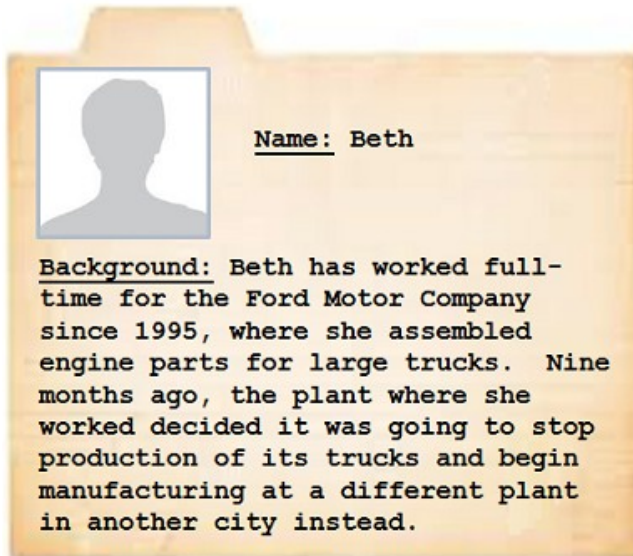 Name: Beth
Background: Beth has worked full-
time for the Ford Motor Company
since 1995, where she assembled
engine parts for large trucks.  Nine
months ago, the plant where she
worked decided it was going to stop
production of its trucks and begin
manufacturing at a different plant
in another city instead.